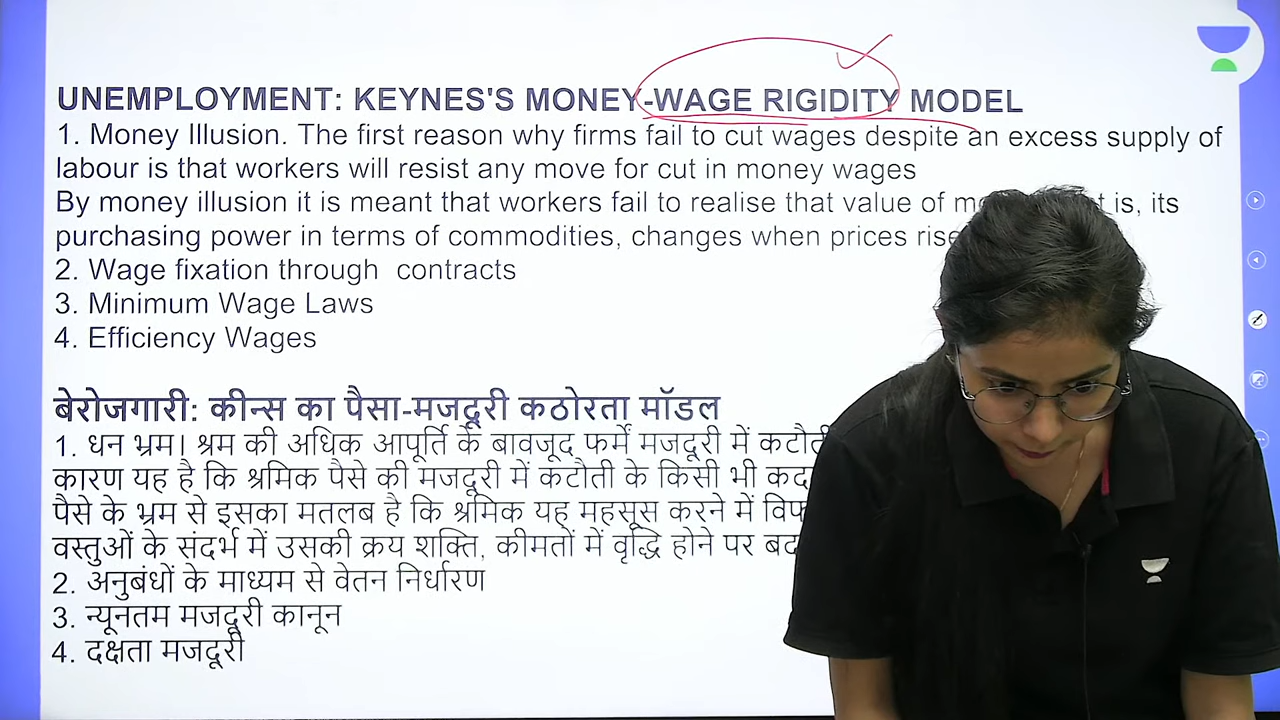 UNEMPLOYMENT: KEYNES'S MONEY-WAGE RIGIDITY MODEL
1. Money Illusion. The first reason why firms fail to cut wages despite an excess supply of
labour is that workers will resist any move for cut in money wages
By money illusion it is meant that workers fail to realise that value of is, its
purchasing power in terms of commodities, changes when prices rise
2. Wage fixation through contracts
3. Minimum Wage Laws
4. Efficiency Wages
बेरोजगारी: कीन्स का पैसा-मजदूरी कठोरता मॉडल
1. धन भ्रम। श्रम की अधिक आपूर्ति के बावजूद फर्में मजदूरी में कटौती
कारण यह है कि श्रमिक पैसे की मजदूरी में कटौती के किसी भी
पैसे के भ्रम से इसका मतलब है कि श्रमिक यह महसूस करने में
वस्तुओं के संदर्भ में उसकी क्रय शक्ति, कीमतों में वृद्धि होने पर
2. अनुबंधों के माध्यम से वेतन निर्धारण
3. न्यूनतम मजदूरी कानून
4. दक्षता मजदूरी